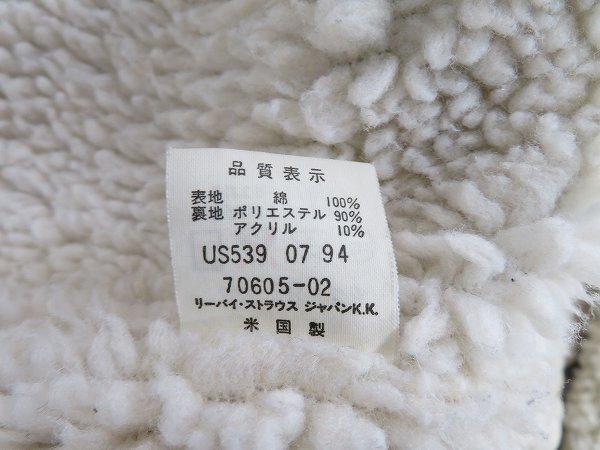 品質表示
表地 綿 100%
裏地 ポリエステル 90%
アクリル 10%
US539 07 94
70605-02
リーバイ・ストラウス ジャパンK.K.
米国製